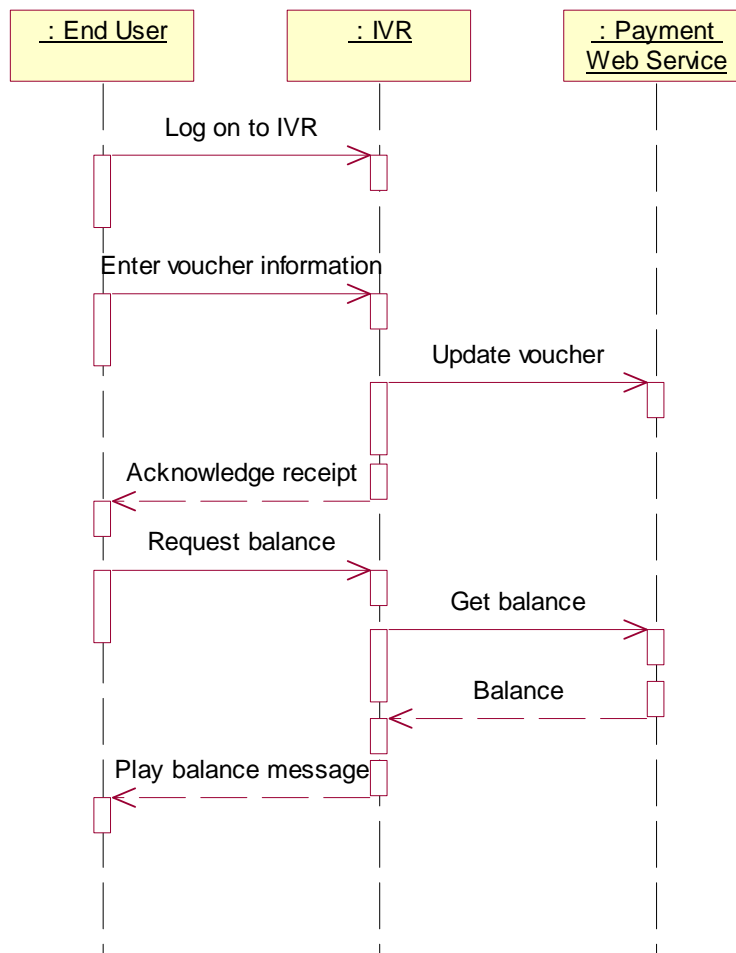 : End User
: IVR
: Payment
Web Service
Log on to IVR
Enter voucher information
Update voucher
Acknowledge receipt
Request balance
Get balance
Balance
Play balance message